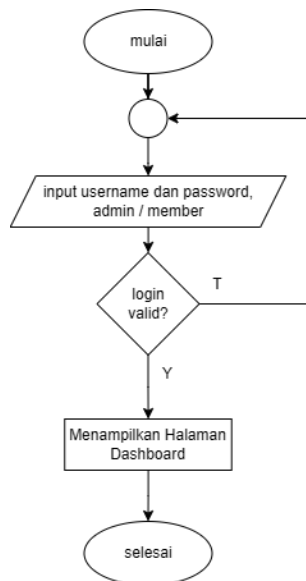 mulai
input username dan password,
admin / member
login
valid?
T
Y
Menampilkan Halaman
Dashboard
selesai